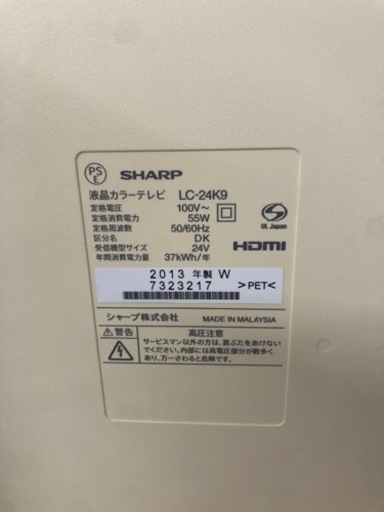 PS
E
SHARP
液晶カラーテレビ LC-24K9
定格電圧 100V～
定格消費電力 55W
定格周波数 50/60Hz
区分名 DK
受信機型サイズ 24V
年間消費電力量 37kWh/年
S
UL Japan
HDMI
2013 年製 W
7323217 >PET<
シャープ株式会社 MADE IN MALAYSIA
⚠警告 高圧注意
サービスマン以外の方は、裏ぶたをあけないで
ください。内部には高電圧部分が数多く
あり、万一さわると危険です。